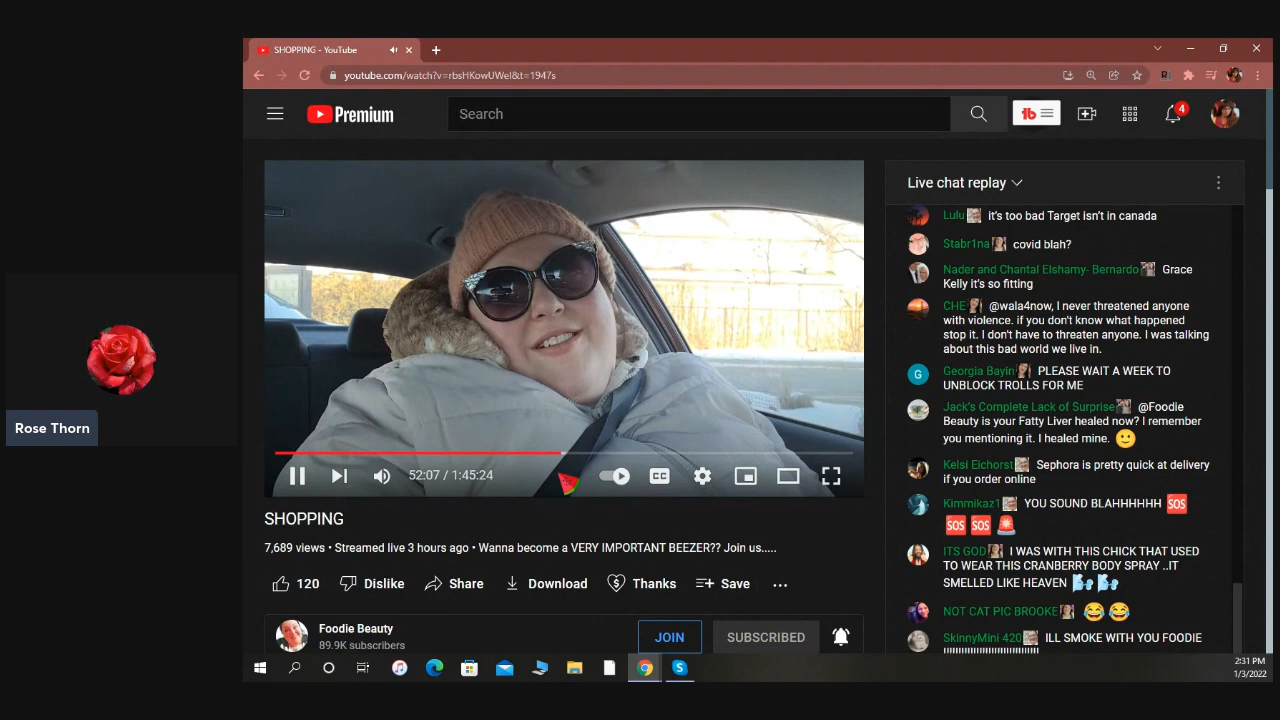 SHOPPING - YouTube
youtube.com/watch?v=rbsHKowUWeI&t=1947s
Premium
Search
4
Live chat replay
Lulu it's too bad Target isn't in canada
Stabr1na covid blah?
Nader and Chantal Elshamy- Bernardo Grace
Kelly it's so fitting
CHE @wala4now, I never threatened anyone
with violence. if you don't know what happened
stop it. I don't have to threaten anyone. I was talking
about this bad world we live in.
Georgia Bayin PLEASE WAIT A WEEK TO
UNBLOCK TROLLS FOR ME
Jack's Complete Lack of Surprise @Foodie
Beauty is your Fatty Liver healed now? I remember
you mentioning it. I healed mine. 🙂
Kelsi Eichorst Sephora is pretty quick at delivery
if you order online
Kimmikaz1 YOU SOUND BLAHHHHHH 🆘
🆘 🆘 🚨
ITS GOD I WAS WITH THIS CHICK THAT USED
TO WEAR THIS CRANBERRY BODY SPRAY ..IT
SMELLED LIKE HEAVEN
NOT CAT PIC BROOKE 😂 😂
SkinnyMini 420 ILL SMOKE WITH YOU FOODIE
Rose Thorn
52:07 / 1:45:24
CC
SHOPPING
7,689 views • Streamed live 3 hours ago • Wanna become a VERY IMPORTANT BEEZER?? Join us.....
120
Dislike
Share
Download
Thanks
Save
Foodie Beauty
89.9K subscribers
JOIN
SUBSCRIBED
2:31 PM
1/3/2022